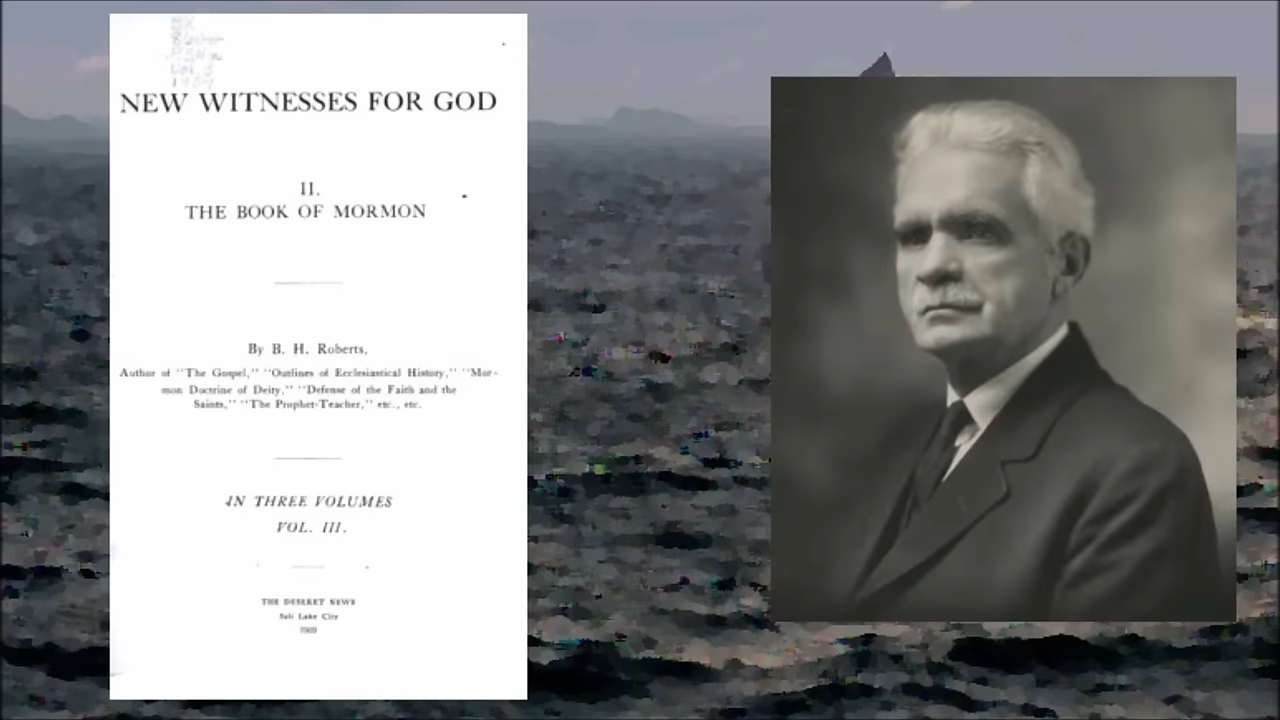 NEW WITNESSES FOR GOD
II.
THE BOOK OF MORMON
By B. H. Roberts,
Author of "The Gospel," "Outlines of Ecclesiastical History," "Mor-
mon Doctrine of Deity," "Defense of the Faith and the
Saints," "The Prophet-Teacher," etc., etc.
IN THREE VOLUMES
VOL. III.
THE DESERET NEWS
Salt Lake City
1909